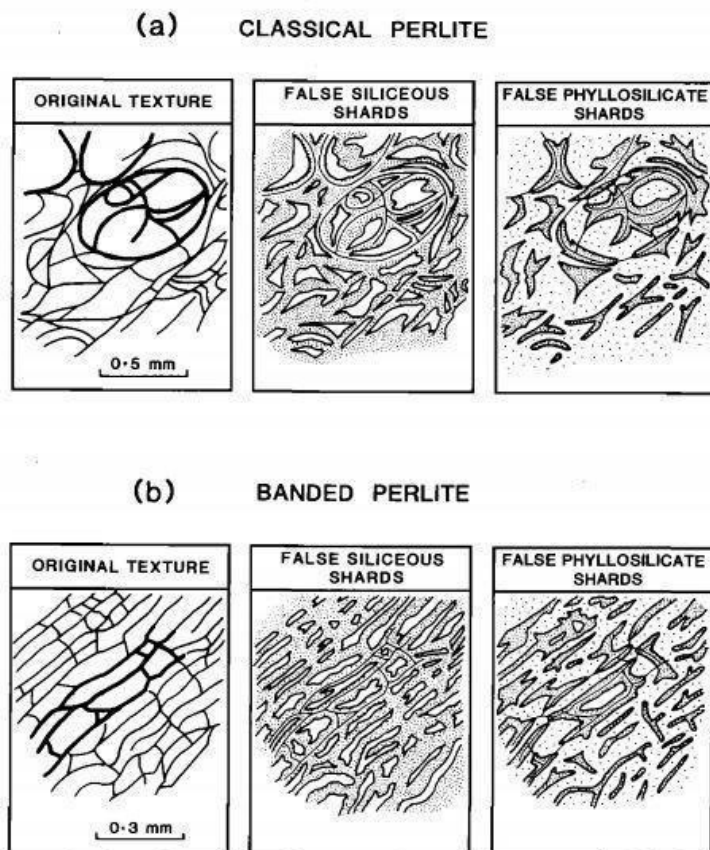 (a) CLASSICAL PERLITE
ORIGINAL TEXTURE
FALSE SILICEOUS
SHARDS
FALSE PHYLLOSILICATE
SHARDS
0·5 mm
(b) BANDED PERLITE
ORIGINAL TEXTURE
FALSE SILICEOUS
SHARDS
FALSE PHYLLOSILICATE
SHARDS
0·3 mm